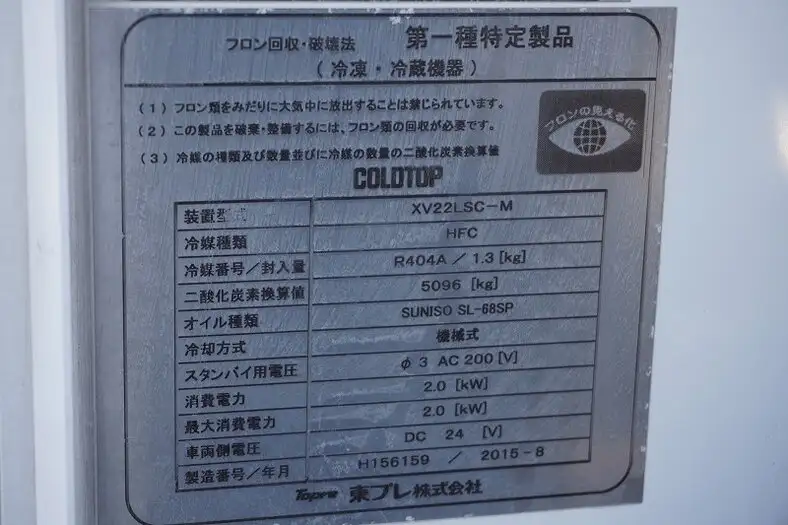 フロン回収・破壊法 第一種特定製品
（冷凍・冷蔵機器）
（1）フロン類をみだりに大気中に放出することは禁じられています。
（2）この製品を破棄・整備するには、フロン類の回収が必要です。
（3）冷媒の種類及び数量並びに冷媒の数量の二酸化炭素換算値
フロンの見える化
COLDTOP
装置型式 XV22LSC-M
冷媒種類 HFC
冷媒番号／封入量 R404A ／ 1.3 [kg]
二酸化炭素換算値 5096 [kg]
オイル種類 SUNISO SL-68SP
冷却方式 機械式
スタンバイ用電圧 φ 3 AC 200 [V]
消費電力 2.0 [kW]
最大消費電力 2.0 [kW]
車両側電圧 DC 24 [V]
製造番号／年月 H156159 ／ 2015-8
Topre 東プレ株式会社